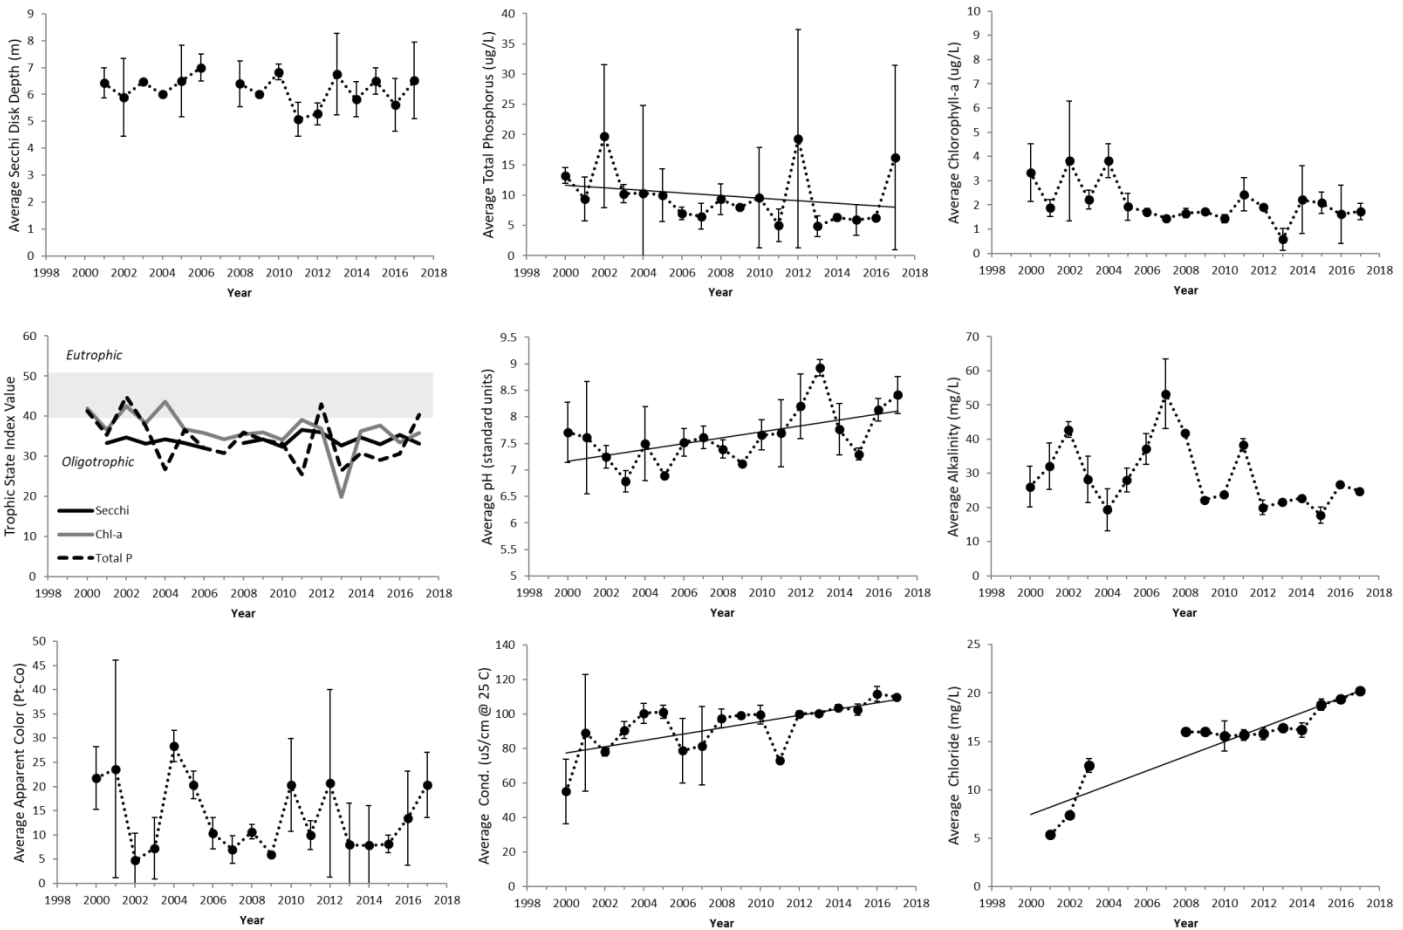 Average Secchi Disk Depth (m)
9
8
7
6
5
4
3
2
1
0
1998 2000 2002 2004 2006 2008 2010 2012 2014 2016 2018
Year
Average Total Phosphorus (ug/L)
40
35
30
25
20
15
10
5
0
1998 2000 2002 2004 2006 2008 2010 2012 2014 2016 2018
Year
Average Chlorophyll-a (ug/L)
10
9
8
7
6
5
4
3
2
1
0
1998 2000 2002 2004 2006 2008 2010 2012 2014 2016 2018
Year
Trophic State Index Value
60
50
40
30
20
10
0
Eutrophic
Oligotrophic
Secchi
Chl-a
Total P
1998 2000 2002 2004 2006 2008 2010 2012 2014 2016 2018
Year
Average pH (standard units)
9.5
9
8.5
8
7.5
7
6.5
6
5.5
5
1998 2000 2002 2004 2006 2008 2010 2012 2014 2016 2018
Year
Average Alkalinity (mg/L)
70
60
50
40
30
20
10
0
1998 2000 2002 2004 2006 2008 2010 2012 2014 2016 2018
Year
Average Apparent Color (Pt-Co)
50
45
40
35
30
25
20
15
10
5
0
1998 2000 2002 2004 2006 2008 2010 2012 2014 2016 2018
Year
Average Cond. (uS/cm @ 25 C)
140
120
100
80
60
40
20
0
1998 2000 2002 2004 2006 2008 2010 2012 2014 2016 2018
Year
Average Chloride (mg/L)
25
20
15
10
5
0
1998 2000 2002 2004 2006 2008 2010 2012 2014 2016 2018
Year